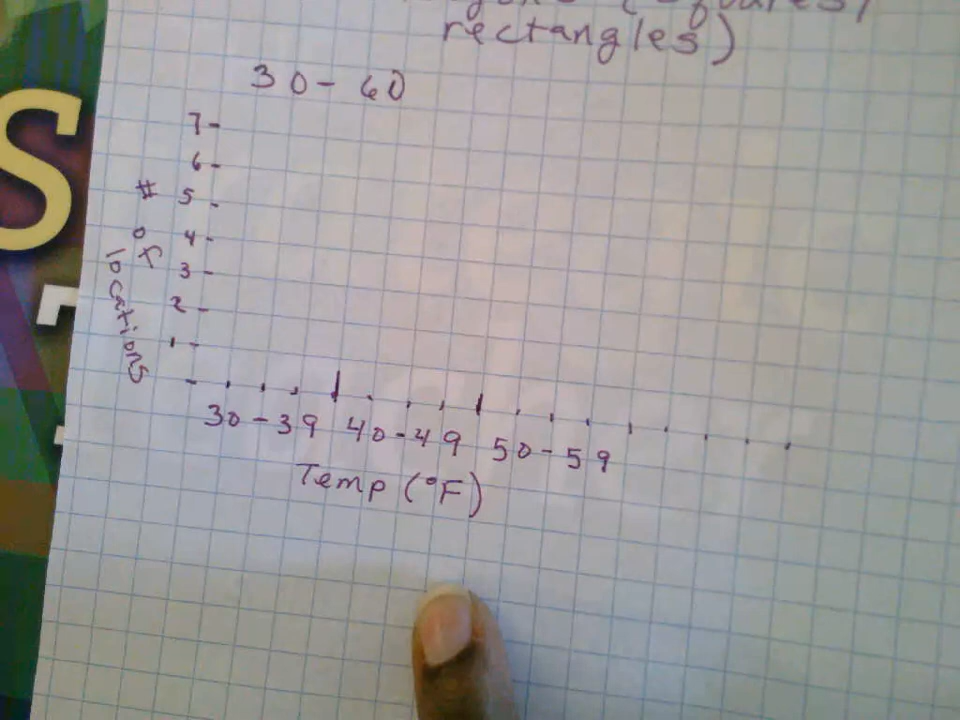 rectangles)
30-60
7
6
# 5
of 4
3
2
1
locations
30-39 40-49 50-59
Temp (°F)
S